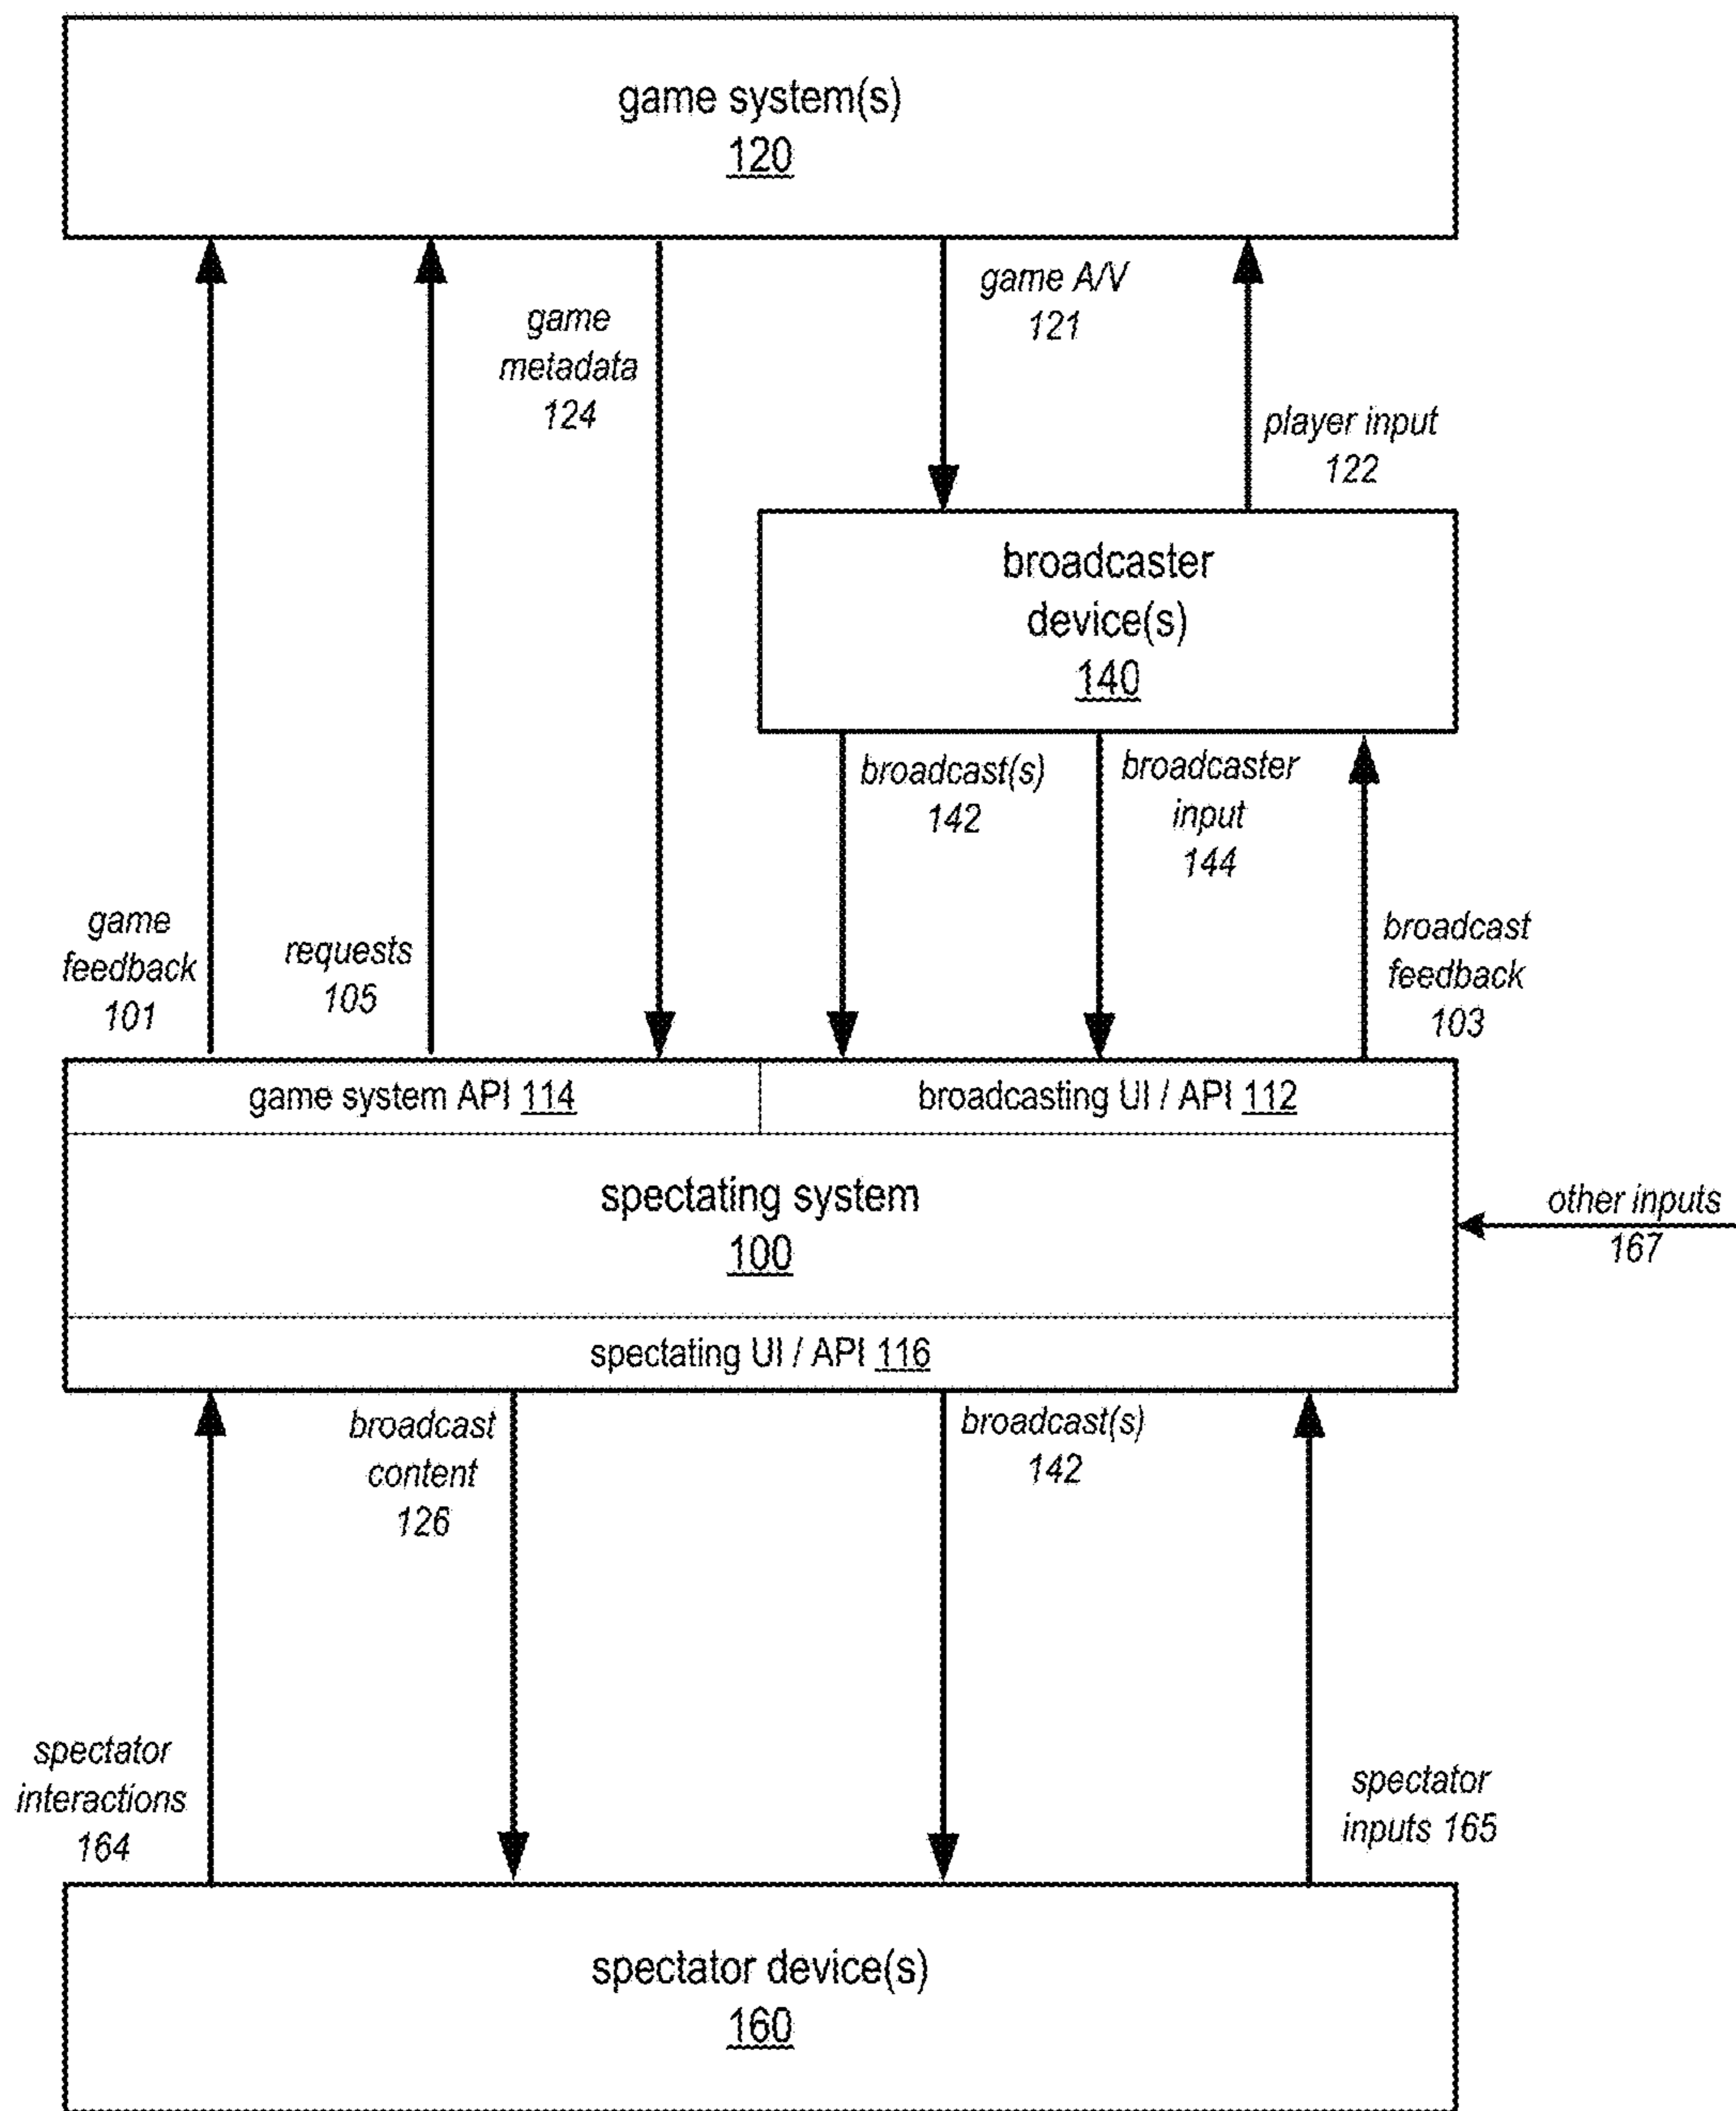 game system(s)
120
game A/V
121
game
metadata
124
player input
122
broadcaster
device(s)
140
broadcast(s)
142
broadcaster
input
144
game
feedback
101
requests
105
broadcast
feedback
103
game system API 114
broadcasting UI / API 112
spectating system
100
other inputs
167
spectating UI / API 116
broadcast
content
126
broadcast(s)
142
spectator
interactions
164
spectator
inputs 165
spectator device(s)
160